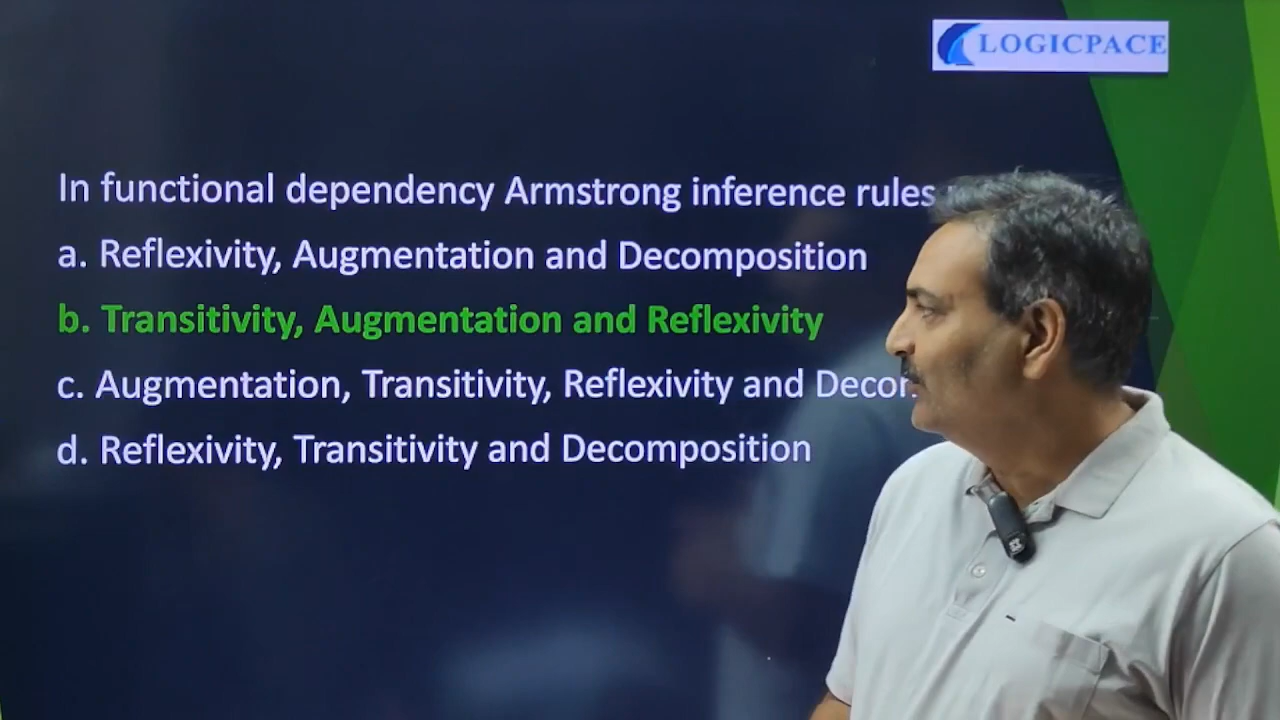 LOGICPACE
In functional dependency Armstrong inference rules
a. Reflexivity, Augmentation and Decomposition
b. Transitivity, Augmentation and Reflexivity
c. Augmentation, Transitivity, Reflexivity and
d. Reflexivity, Transitivity and Decomposition